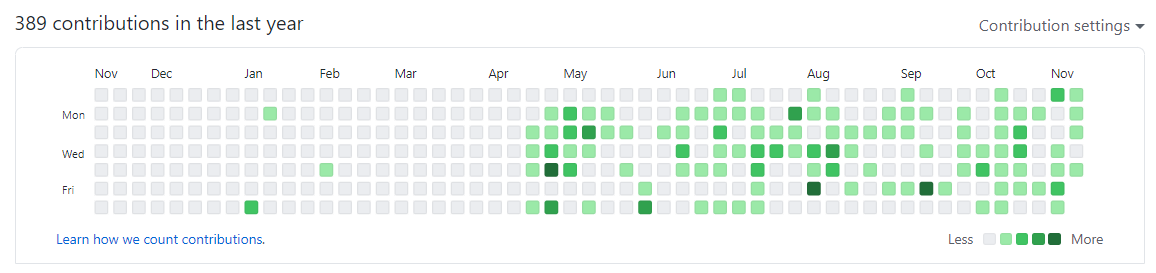 389 contributions in the last year
Contribution settings
Nov Dec Jan Feb Mar Apr May Jun Jul Aug Sep Oct Nov
Mon
Wed
Fri
Learn how we count contributions.
Less More